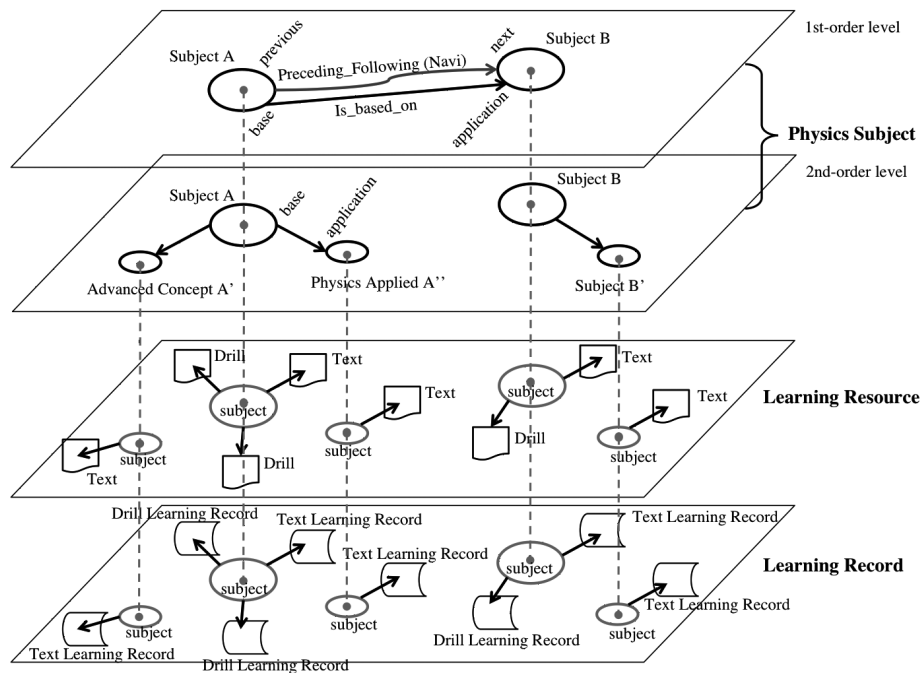 1st-order level
previous
next
Subject A
Subject B
Preceding_Following (Navi)
Is_based_on
base
application
Physics Subject
2nd-order level
Subject A
base
application
Subject B
Advanced Concept A'
Physics Applied A''
Subject B'
Drill
Text
Text
subject
subject
Text
Text
Learning Resource
subject
subject
Drill
subject
Text
Drill
Drill Learning Record
Text Learning Record
Text Learning Record
Text Learning Record
subject
subject
Learning Record
subject
subject
subject
Text Learning Record
Drill Learning Record
Text Learning Record
Drill Learning Record